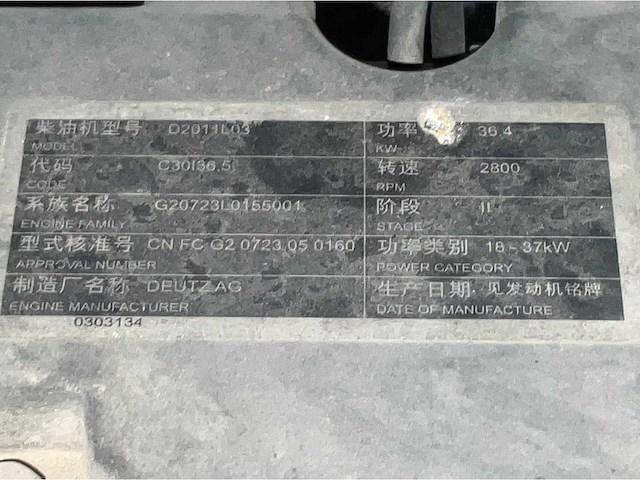 柴油机型号 D2011L03 功率 36.4
MODEL KW
代码 C30I36.5 转速 2800
CODE RPM
系族名称 G20723L0155001 阶段 II
ENGINE FAMILY STAGE
型式核准号 CN FC G2 0723 05 0160 功率类别 18-37kW
APPROVAL NUMBER POWER CATEGORY
制造厂名称 DEUTZ AG 生产日期: 见发动机铭牌
ENGINE MANUFACTURER DATE OF MANUFACTURE
0303134